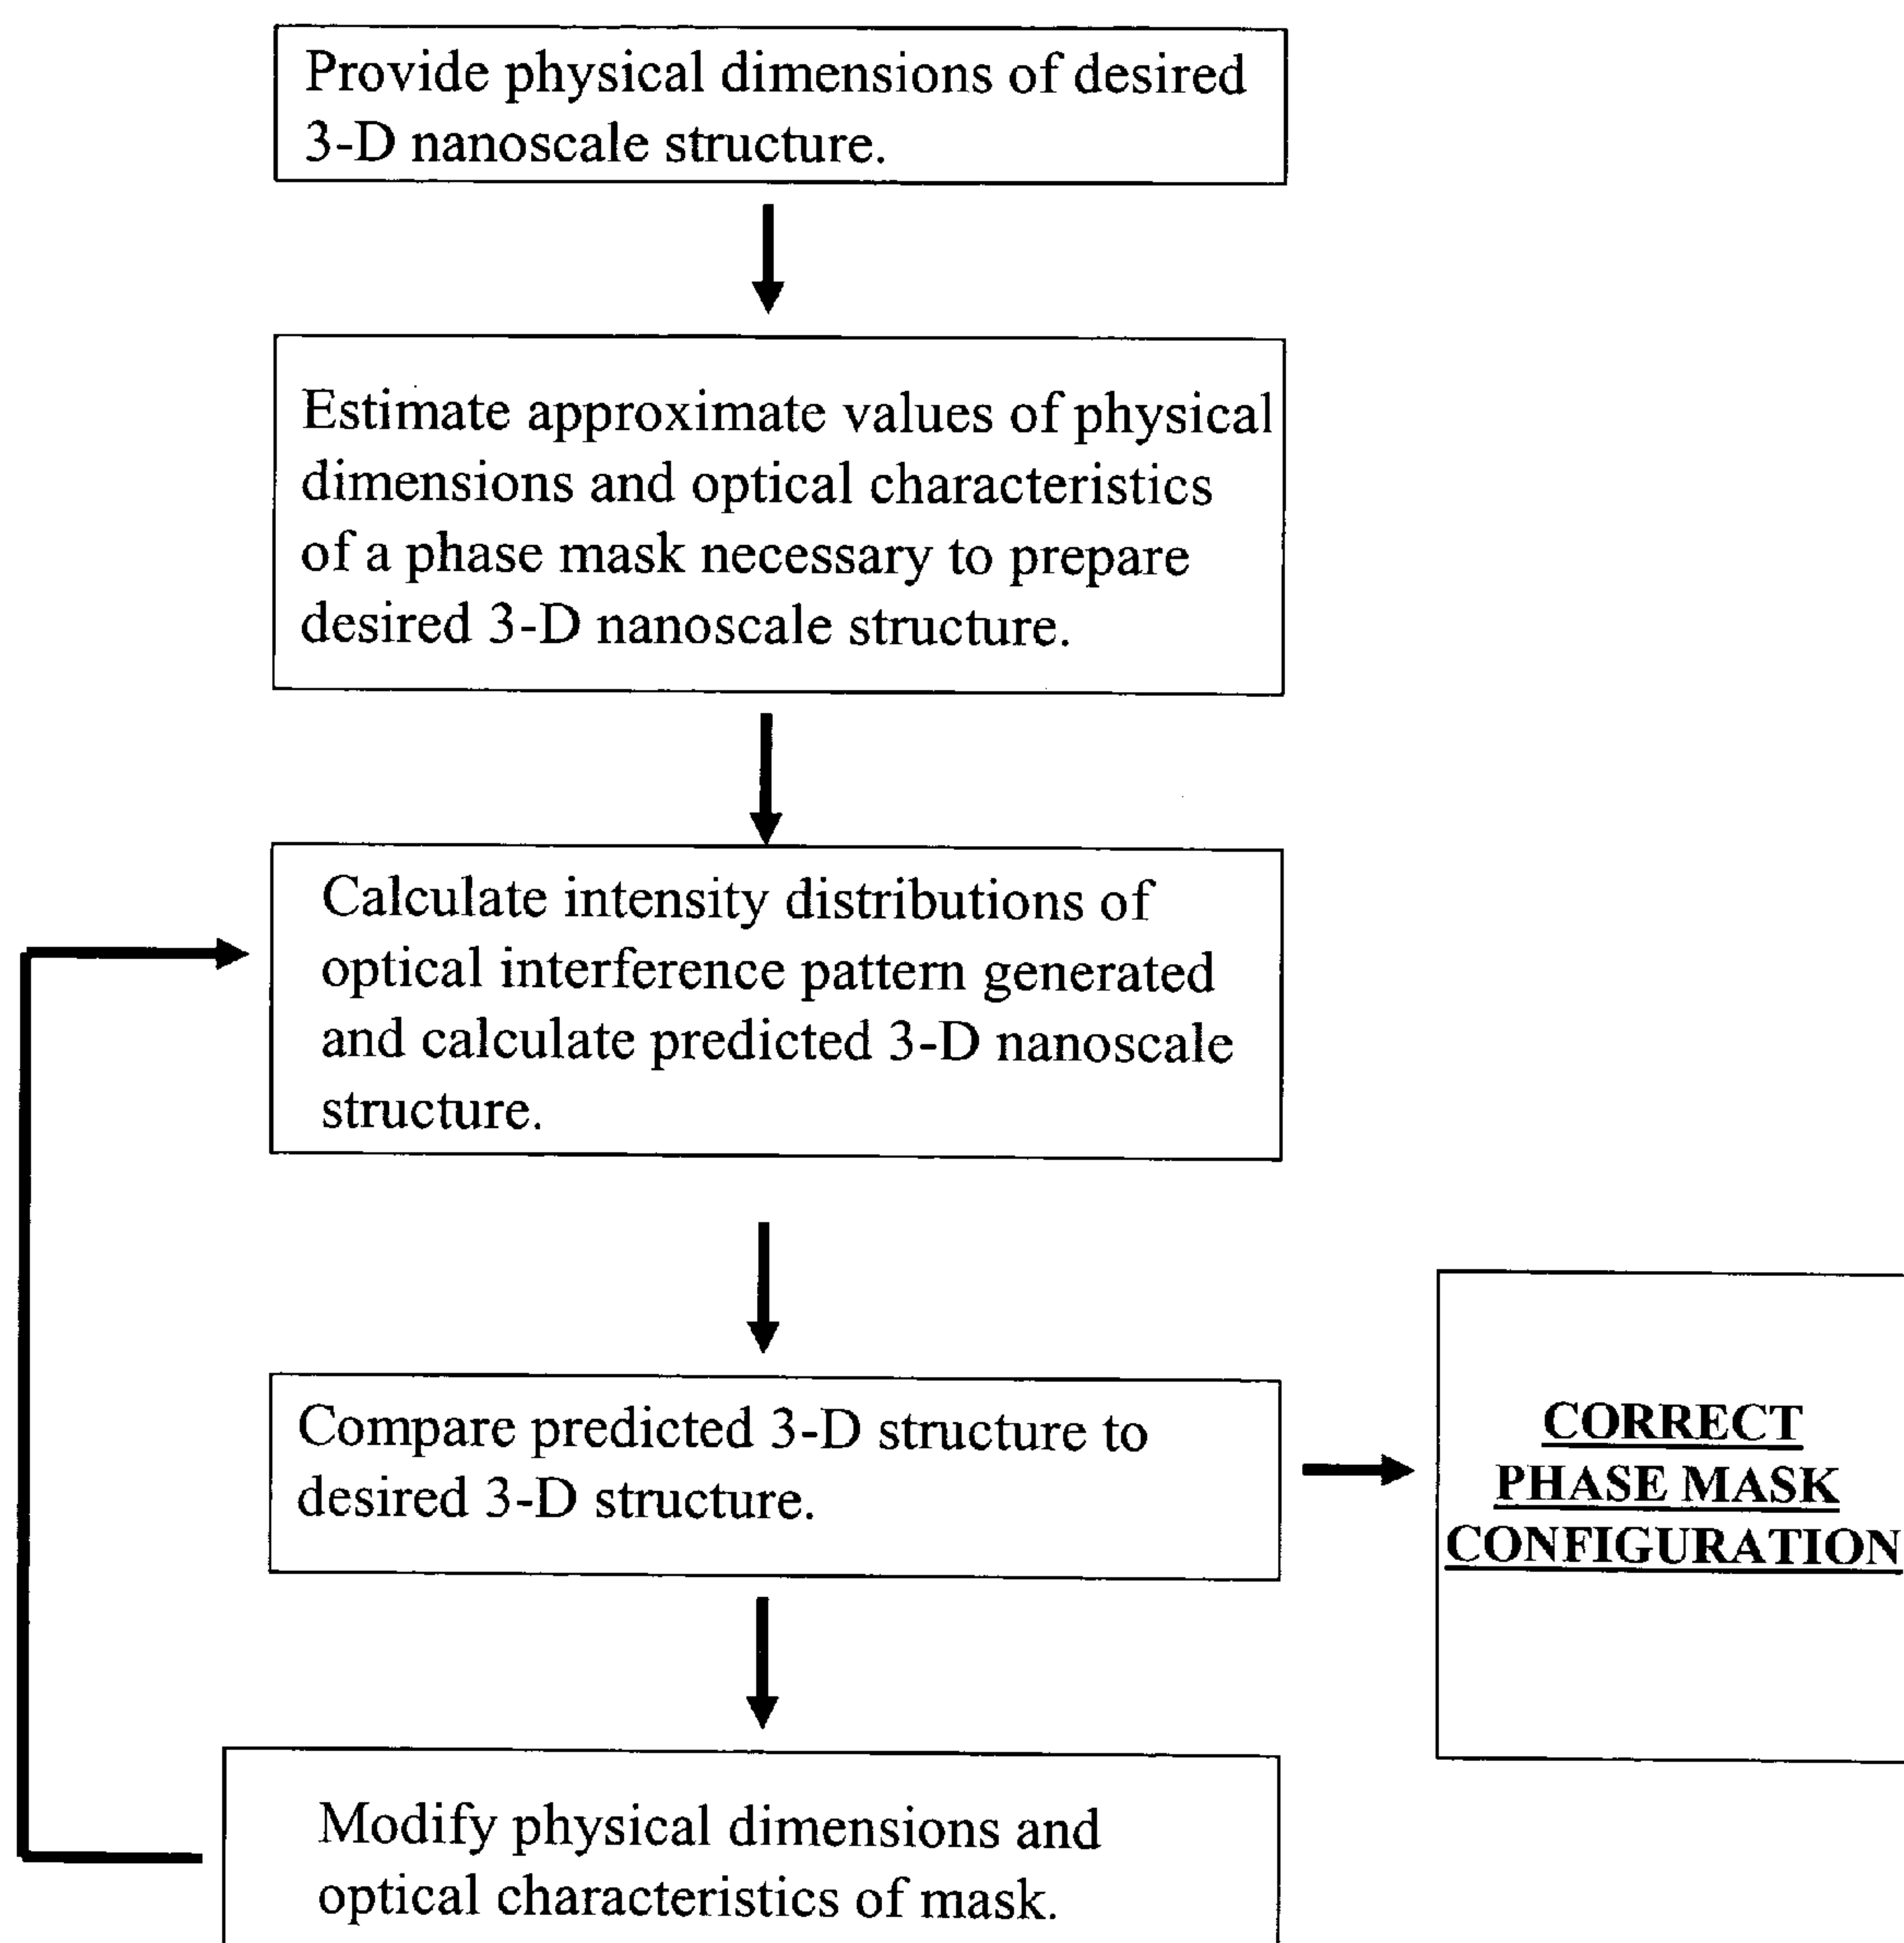 Provide physical dimensions of desired
3-D nanoscale structure.
Estimate approximate values of physical
dimensions and optical characteristics
of a phase mask necessary to prepare
desired 3-D nanoscale structure.
Calculate intensity distributions of
optical interference pattern generated
and calculate predicted 3-D nanoscale
structure.
Compare predicted 3-D structure to
desired 3-D structure.
CORRECT
PHASE MASK
CONFIGURATION
Modify physical dimensions and
optical characteristics of mask.